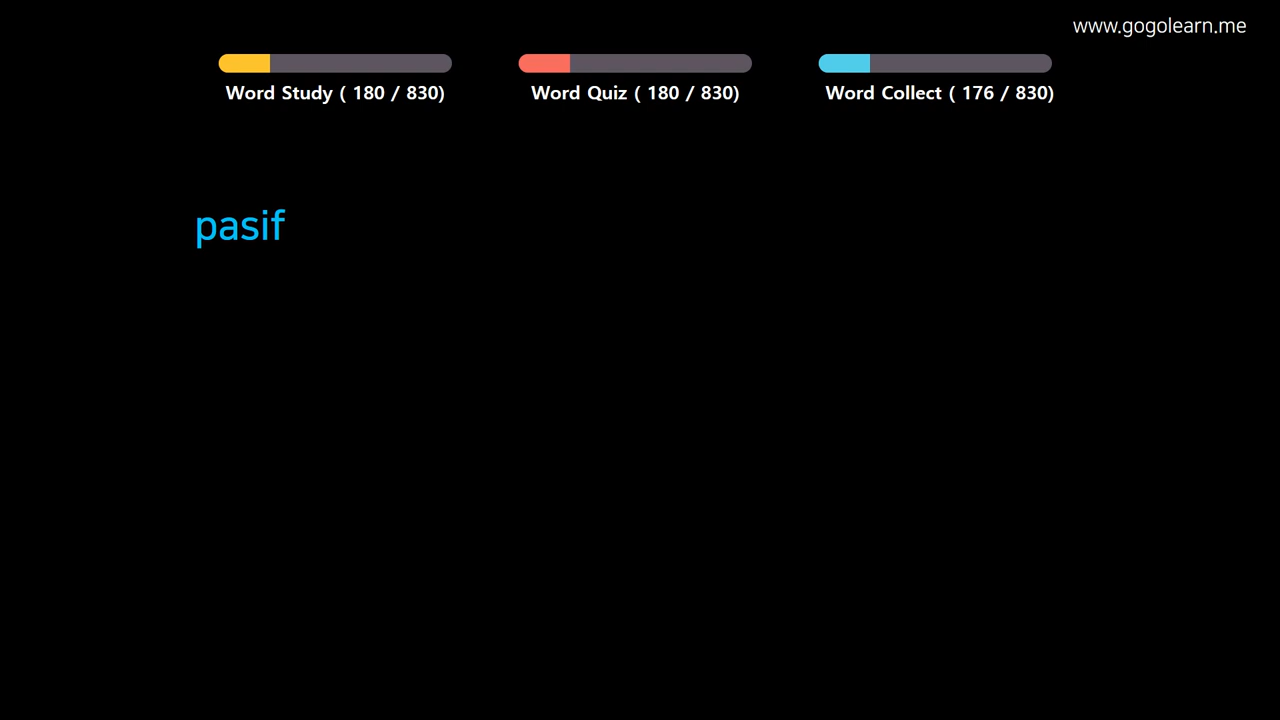 www.gogolearn.me
Word Study ( 180 / 830)
Word Quiz ( 180 / 830)
Word Collect ( 176 / 830)
pasif